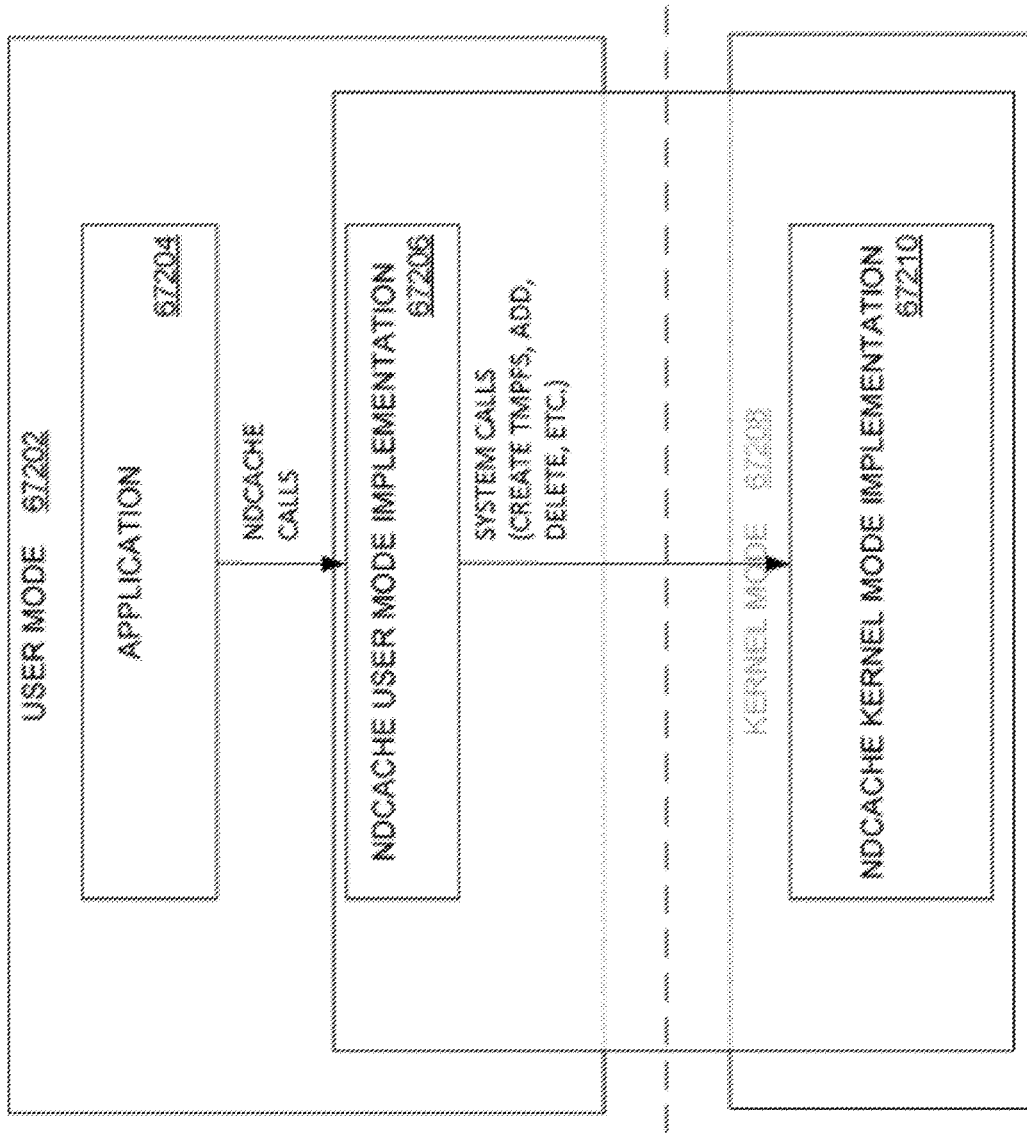 USER MODE 67202
APPLICATION
67204
NDCACHE
CALLS
NDCACHE USER MODE IMPLEMENTATION
67206
SYSTEM CALLS
(CREATE TMPFS, ADD,
DELETE, ETC.)
KERNEL MODE 67208
NDCACHE KERNEL MODE IMPLEMENTATION
67210